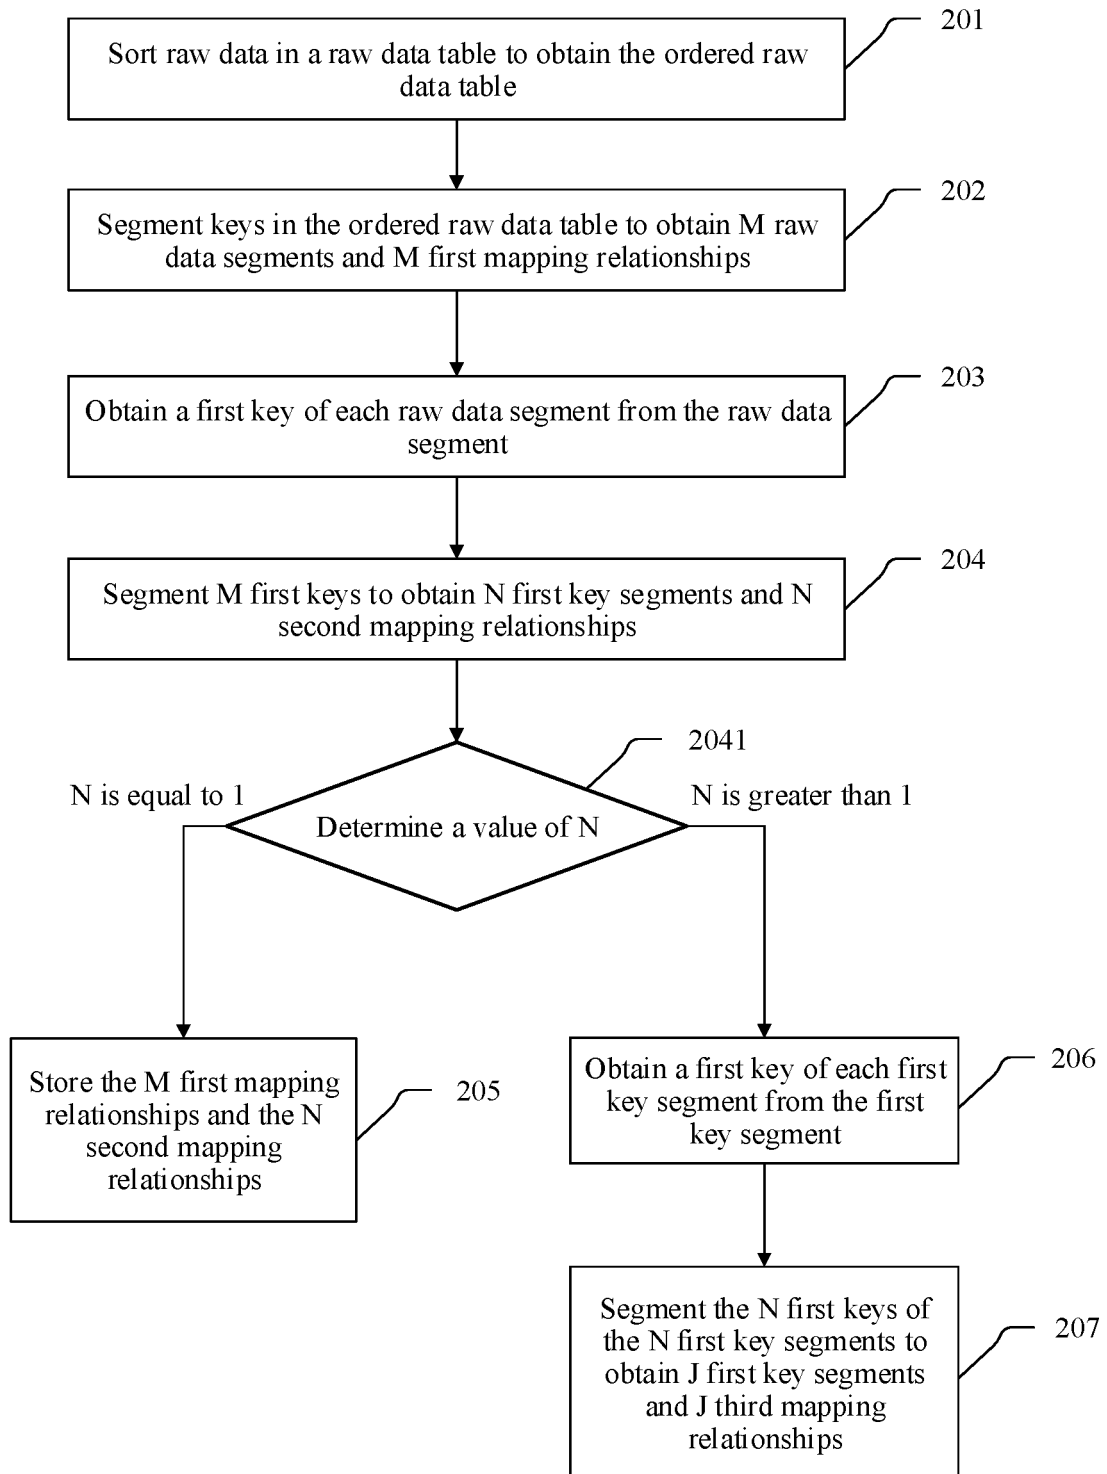 201
Sort raw data in a raw data table to obtain the ordered raw
data table
202
Segment keys in the ordered raw data table to obtain M raw
data segments and M first mapping relationships
203
Obtain a first key of each raw data segment from the raw data
segment
204
Segment M first keys to obtain N first key segments and N
second mapping relationships
2041
N is equal to 1
N is greater than 1
Determine a value of N
Store the M first mapping
relationships and the N
second mapping
relationships
205
Obtain a first key of each first
key segment from the first
key segment
206
Segment the N first keys of
the N first key segments to
obtain J first key segments
and J third mapping
relationships
207